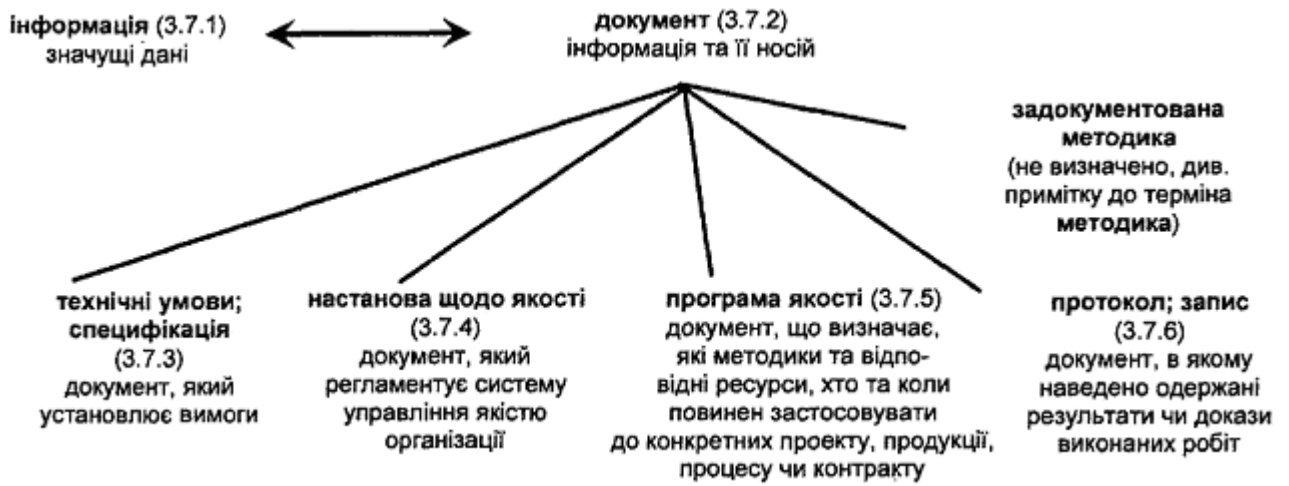 інформація (3.7.1)
значущі дані
документ (3.7.2)
інформація та її носій
задокументована
методика
(не визначено, див.
примітку до терміна
методика)
технічні умови;
специфікація
(3.7.3)
документ, який
установлює вимоги
настанова щодо якості
(3.7.4)
документ, який
регламентує систему
управління якістю
організації
програма якості (3.7.5)
документ, що визначає,
які методики та відпо-
відні ресурси, хто та коли
повинен застосовувати
до конкретних проекту, продукції,
процесу чи контракту
протокол; запис
(3.7.6)
документ, в якому
наведено одержані
результати чи докази
виконаних робіт